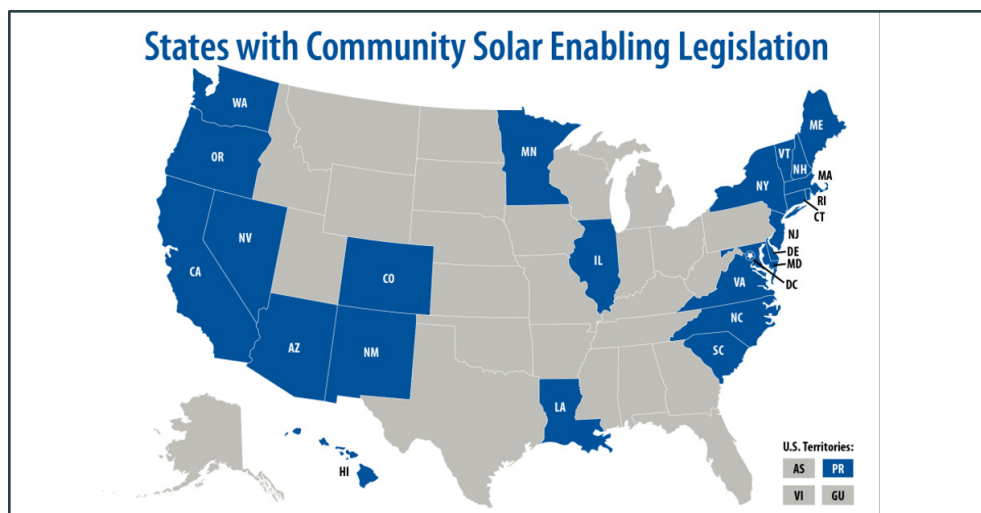 States with Community Solar Enabling Legislation
WA
ME
MN
VT
OR
NH
MA
NY
RI
CT
NV
NJ
IL
DE
CA
CO
MD
VA
DC
NC
AZ
NM
SC
LA
U.S. Territories:
HI
AS PR
VI GU